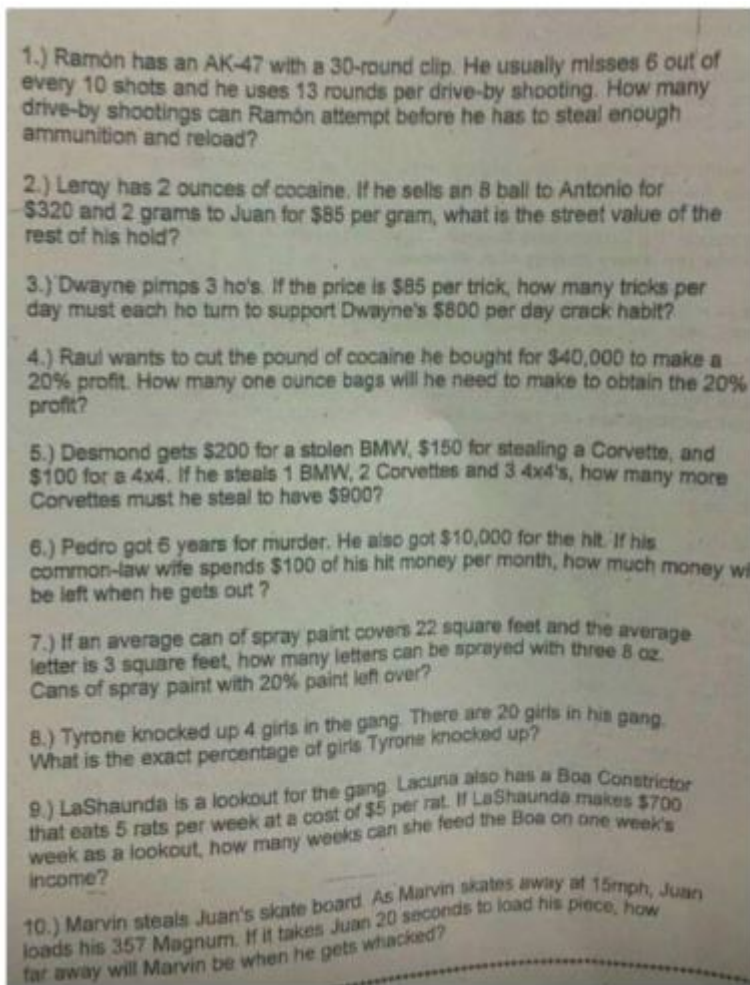 1.) Ramón has an AK-47 with a 30-round clip. He usually misses 6 out of
every 10 shots and he uses 13 rounds per drive-by shooting. How many
drive-by shootings can Ramón attempt before he has to steal enough
ammunition and reload?
2.) Leroy has 2 ounces of cocaine. If he sells an 8 ball to Antonio for
$320 and 2 grams to Juan for $85 per gram, what is the street value of the
rest of his hold?
3.) Dwayne pimps 3 ho's. If the price is $85 per trick, how many tricks per
day must each ho turn to support Dwayne's $800 per day crack habit?
4.) Raul wants to cut the pound of cocaine he bought for $40,000 to make a
20% profit. How many one ounce bags will he need to make to obtain the 20%
profit?
5.) Desmond gets $200 for a stolen BMW, $150 for stealing a Corvette, and
$100 for a 4x4. If he steals 1 BMW, 2 Corvettes and 3 4x4's, how many more
Corvettes must he steal to have $900?
6.) Pedro got 6 years for murder. He also got $10,000 for the hit. If his
common-law wife spends $100 of his hit money per month, how much money wi
be left when he gets out ?
7.) If an average can of spray paint covers 22 square feet and the average
letter is 3 square feet, how many letters can be sprayed with three 8 oz.
Cans of spray paint with 20% paint left over?
8.) Tyrone knocked up 4 girls in the gang. There are 20 girls in his gang.
What is the exact percentage of girls Tyrone knocked up?
9.) LaShaunda is a lookout for the gang. Lacuna also has a Boa Constrictor
that eats 5 rats per week at a cost of $5 per rat. If LaShaunda makes $700
week as a lookout, how many weeks can she feed the Boa on one week's
income?
10.) Marvin steals Juan's skate board. As Marvin skates away at 15mph, Juan
loads his 357 Magnum. If it takes Juan 20 seconds to load his piece, how
far away will Marvin be when he gets whacked?